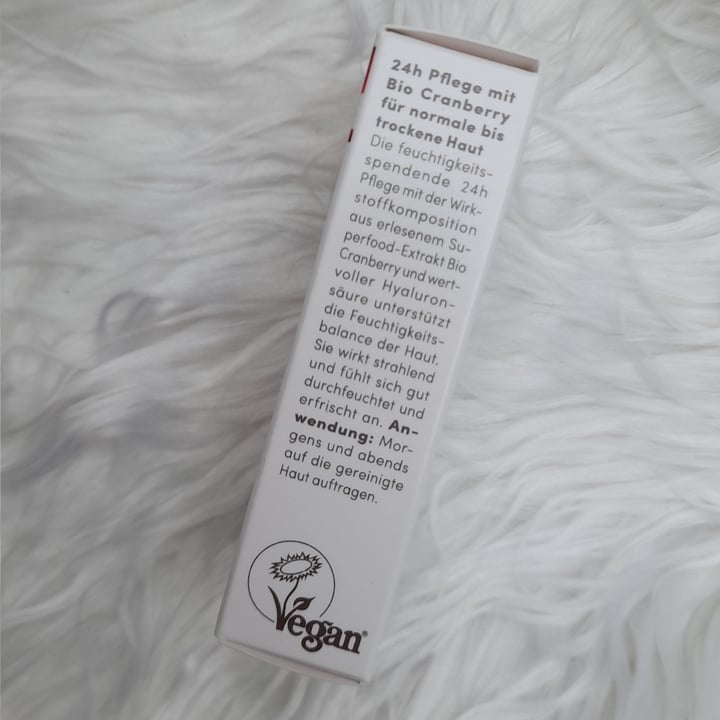 24h Pflege mit
Bio Cranberry
für normale bis
trockene Haut
Die feuchtigkeits-
spendende 24h
Pflege mit der Wirk-
stoffkomposition
aus erlesenem Su-
perfood-Extrakt Bio
Cranberry und wert-
voller Hyaluron-
säure unterstützt
die Feuchtigkeits-
balance der Haut.
Sie wirkt strahlend
und fühlt sich gut
durchfeuchtet und
erfrischt an. An-
wendung: Mor-
gens und abends
auf die gereinigte
Haut auftragen.
Vegan®